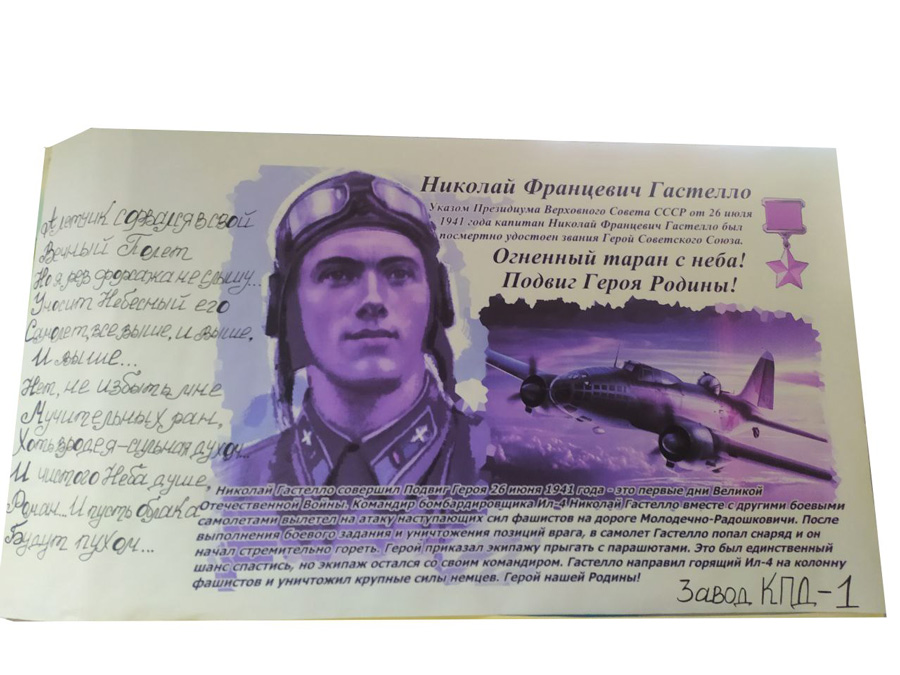 Николай Францевич Гастелло
Указом Президиума Верховного Совета СССР от 26 июля
1941 года капитан Николай Францевич Гастелло был
посмертно удостоен звания Герой Советского Союза.
Огненный таран с неба!
Подвиг Героя Родины!
Лётчик сорвался в свой
Вечный Полет
Но я рёв форсажа не слышу...
Уносит Небесный его
Самолет, все выше, и выше,
И выше...
Нет, не избыть мне
Мучительных ран,
Хоть вроде я-сильная духом...
И чистого Неба душе,
Роман... И пусть облака
Будут пухом...
Николай Гастелло совершил Подвиг Героя 26 июня 1941 года - это первые дни Великой
Отечественной Войны. Командир бомбардировщика Ил-4 Николай Гастелло вместе с другими боевыми
самолетами вылетел на атаку наступающих сил фашистов на дороге Молодечно-Радошковичи. После
выполнения боевого задания и уничтожения позиций врага, в самолет Гастелло попал снаряд и он
начал стремительно гореть. Герой приказал экипажу прыгать с парашютами. Это был единственный
шанс спастись, но экипаж остался со своим командиром. Гастелло направил горящий Ил-4 на колонну
фашистов и уничтожил крупные силы немцев. Герой нашей Родины!
Завод КПД-1